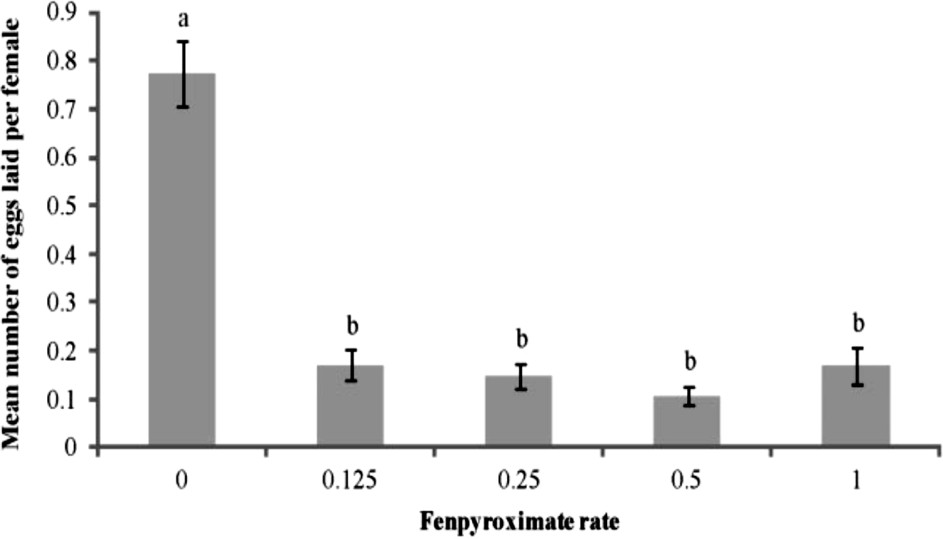 Mean number of eggs laid per female
0.9
0.8
0.7
0.6
0.5
0.4
0.3
0.2
0.1
0
a
b
b
b
b
0 0.125 0.25 0.5 1
Fenpyroximate rate